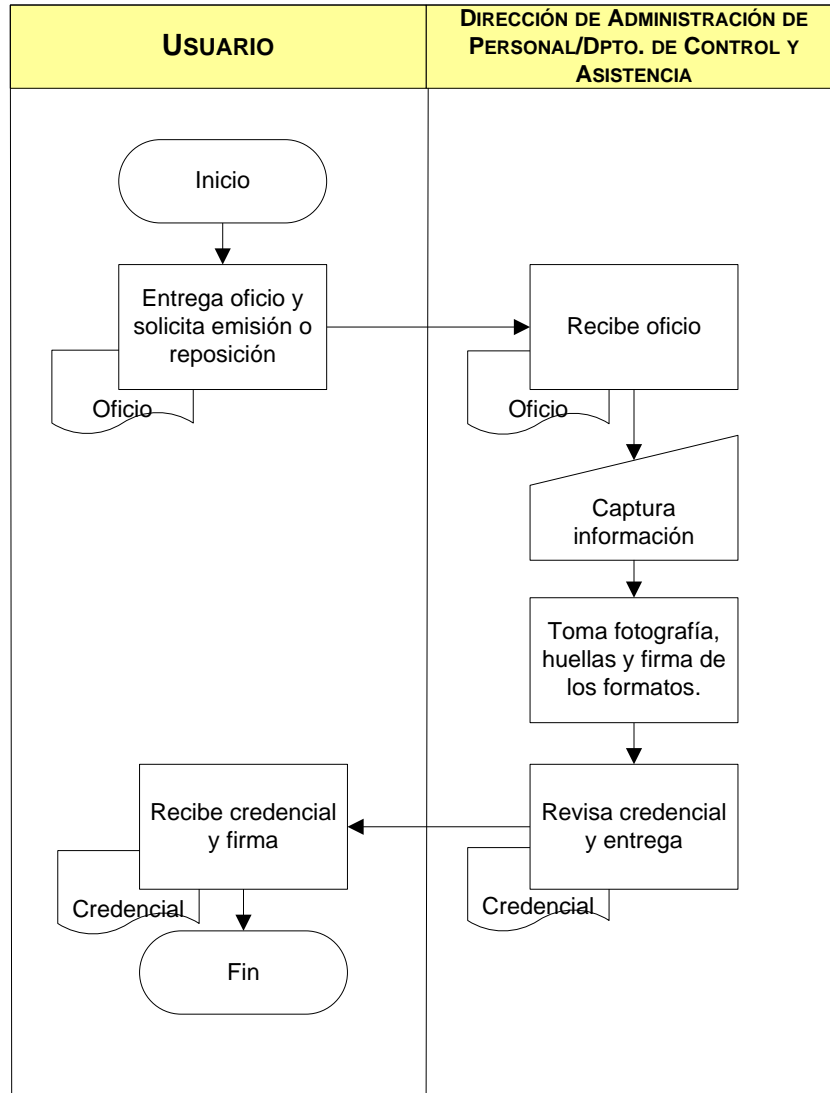 USUARIO
DIRECCIÓN DE ADMINISTRACIÓN DE
PERSONAL/DPTO. DE CONTROL Y
ASISTENCIA
Inicio
Entrega oficio y
solicita emisión o
reposición
Oficio
Recibe oficio
Oficio
Captura
información
Toma fotografía,
huellas y firma de
los formatos.
Revisa credencial
y entrega
Credencial
Recibe credencial
y firma
Credencial
Fin